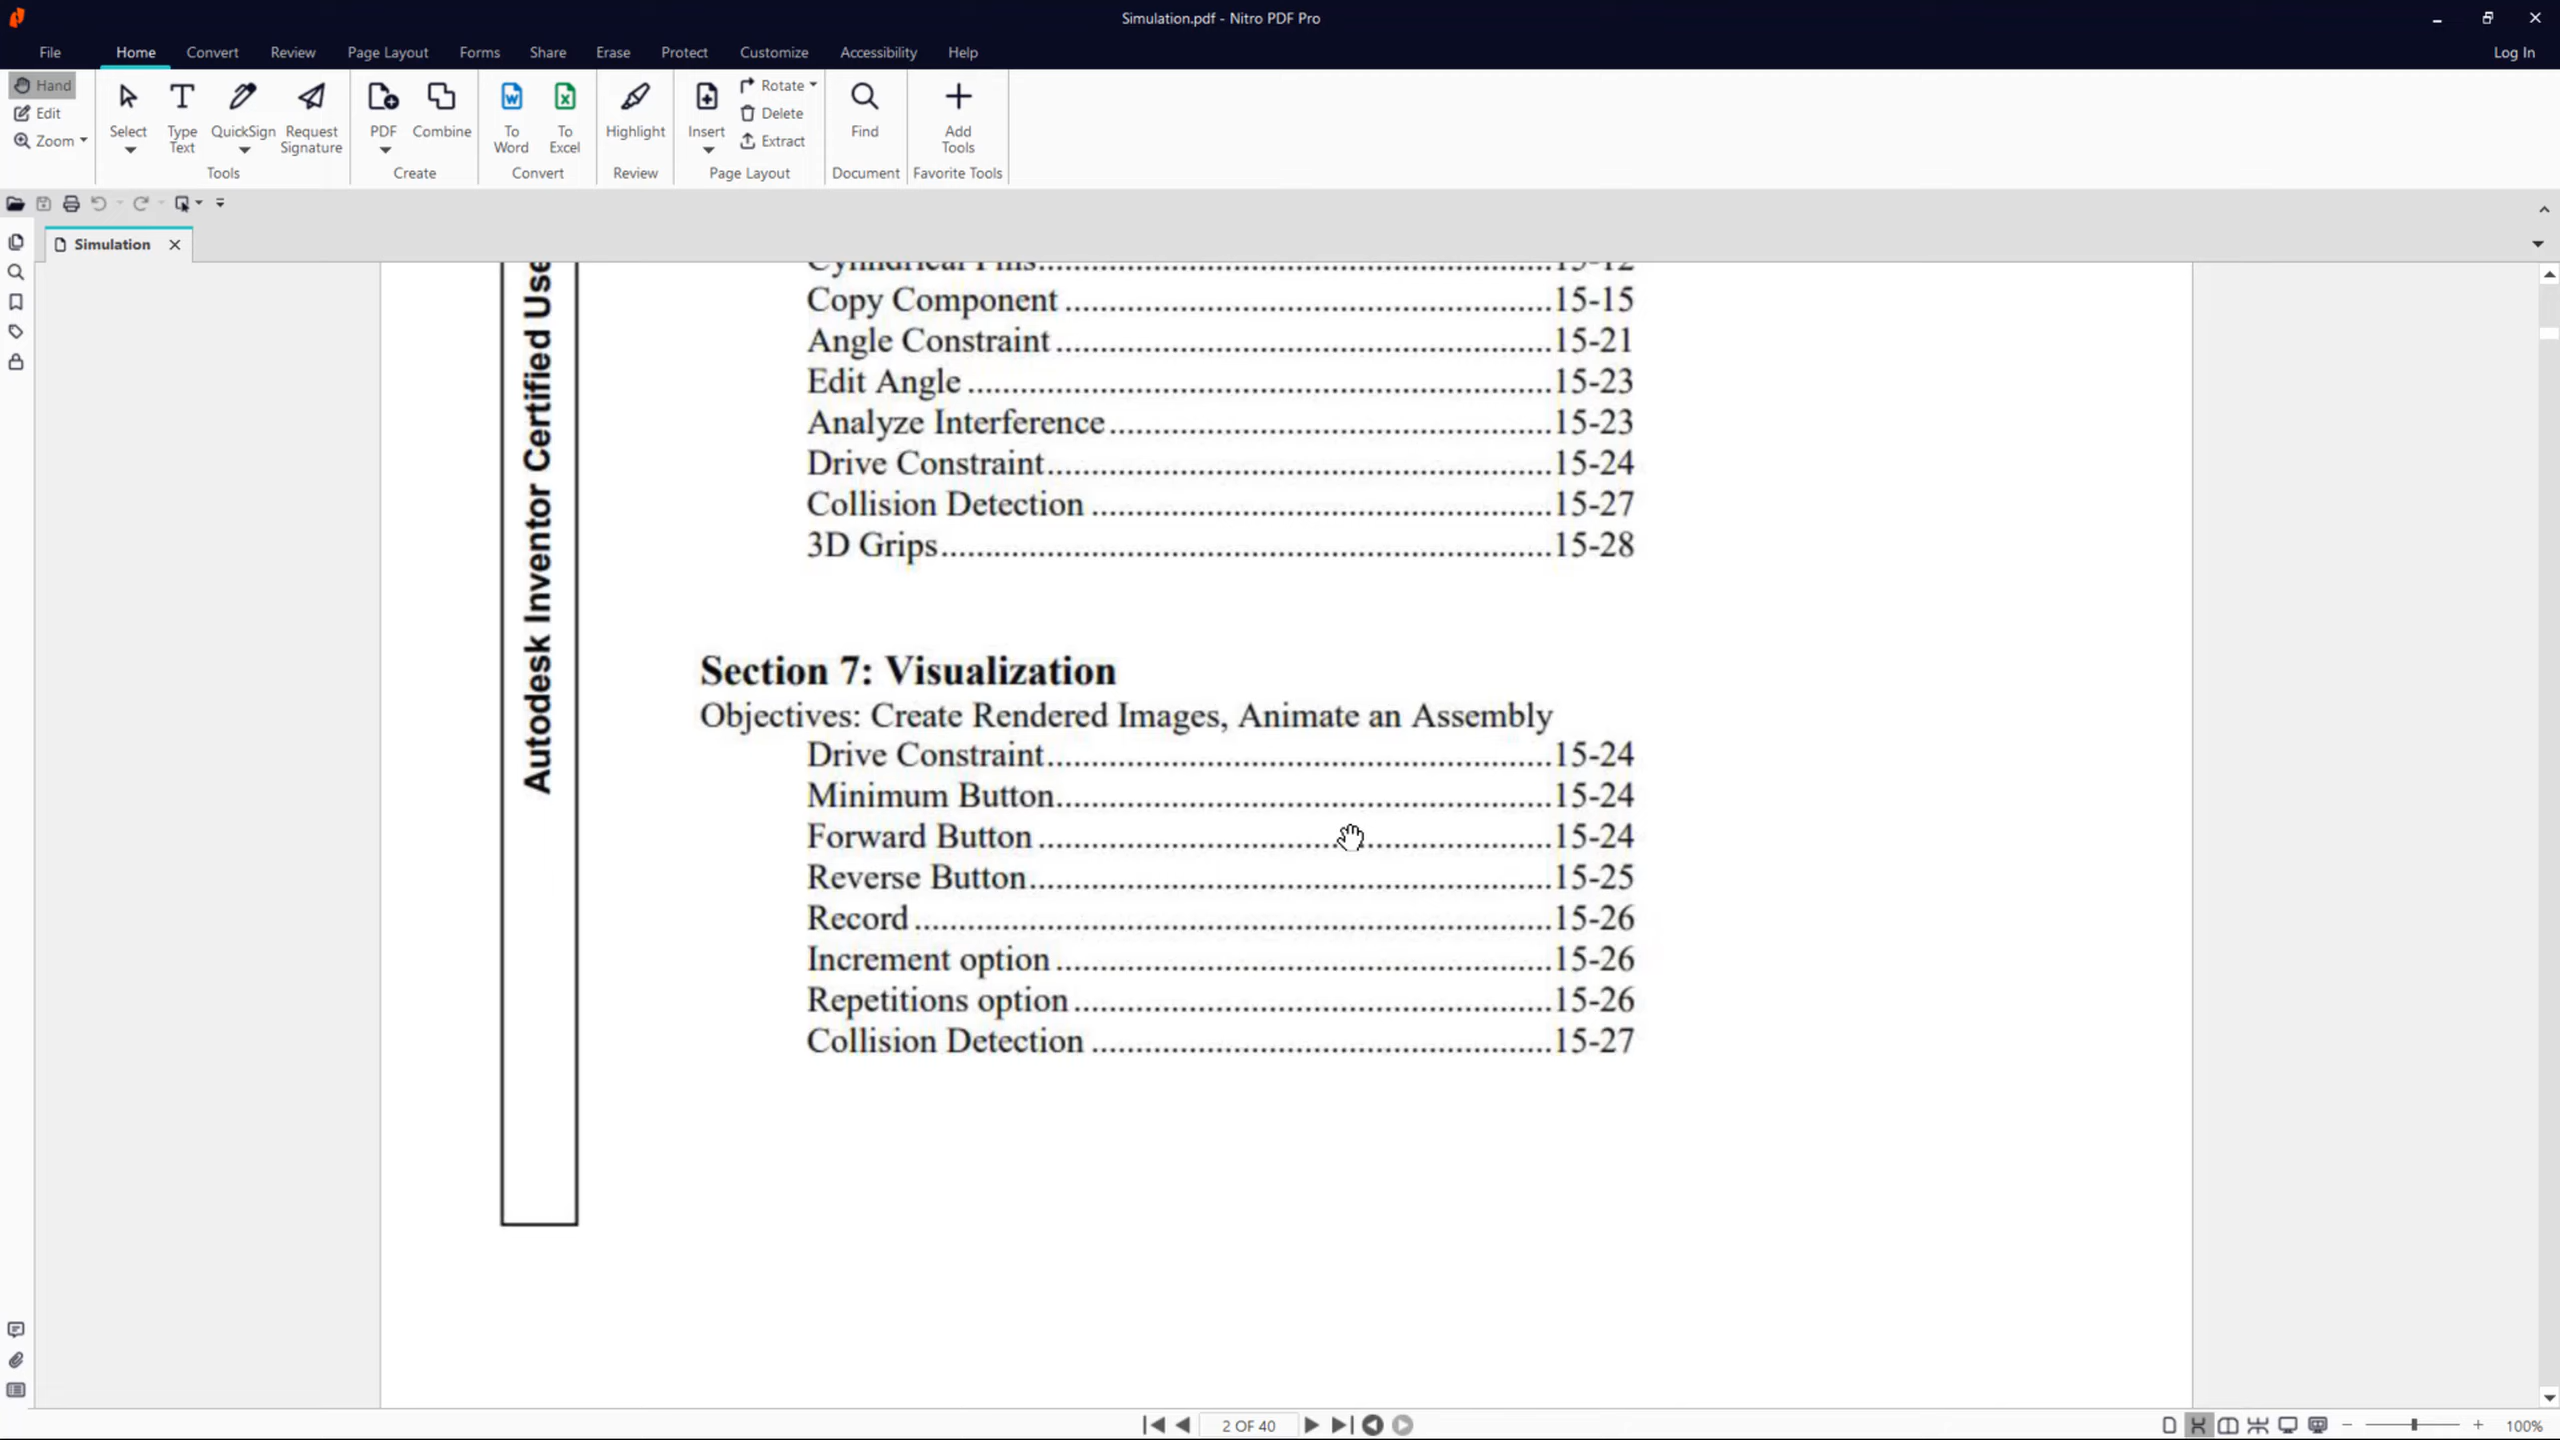 Simulation.pdf - Nitro PDF Pro
File Home Convert Review Page Layout Forms Share Erase Protect Customize Accessibility Help Log In
Hand
Edit
Zoom
Select
Type Text
QuickSign
Request Signature
Tools
PDF
Combine
Create
To Word
To Excel
Convert
Highlight
Review
Insert
Rotate
Delete
Extract
Page Layout
Find
Document
Add Tools
Favorite Tools
Simulation
Autodesk Inventor Certified Use
Cylindrical Pins..........15-12
Copy Component..........15-15
Angle Constraint..........15-21
Edit Angle..........15-23
Analyze Interference..........15-23
Drive Constraint..........15-24
Collision Detection..........15-27
3D Grips..........15-28
Section 7: Visualization
Objectives: Create Rendered Images, Animate an Assembly
Drive Constraint..........15-24
Minimum Button..........15-24
Forward Button..........15-24
Reverse Button..........15-25
Record..........15-26
Increment option..........15-26
Repetitions option..........15-26
Collision Detection..........15-27
2 OF 40
100%